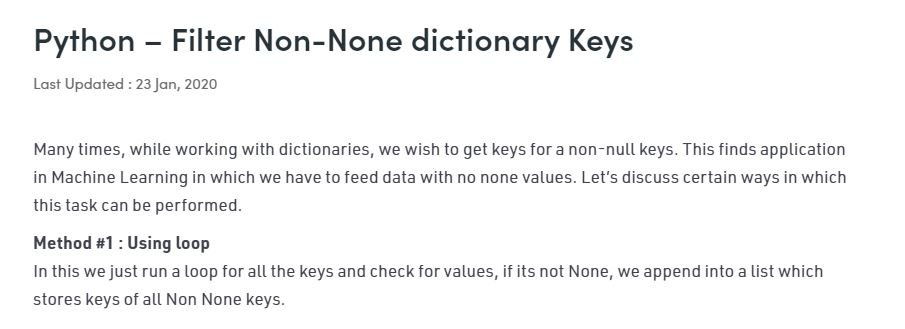 Python – Filter Non-None dictionary Keys
Last Updated : 23 Jan, 2020
Many times, while working with dictionaries, we wish to get keys for a non-null keys. This finds application
in Machine Learning in which we have to feed data with no none values. Let’s discuss certain ways in which
this task can be performed.
Method #1 : Using loop
In this we just run a loop for all the keys and check for values, if its not None, we append into a list which
stores keys of all Non None keys.